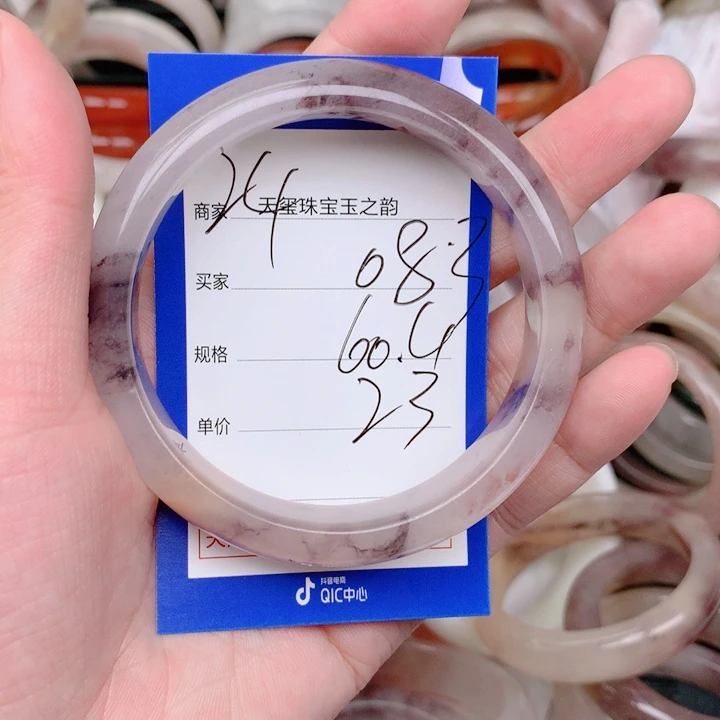 24
商家 天玺珠宝玉之韵
买家 08.3
规格 60.4
单价 23
抖音电商
QIC中心